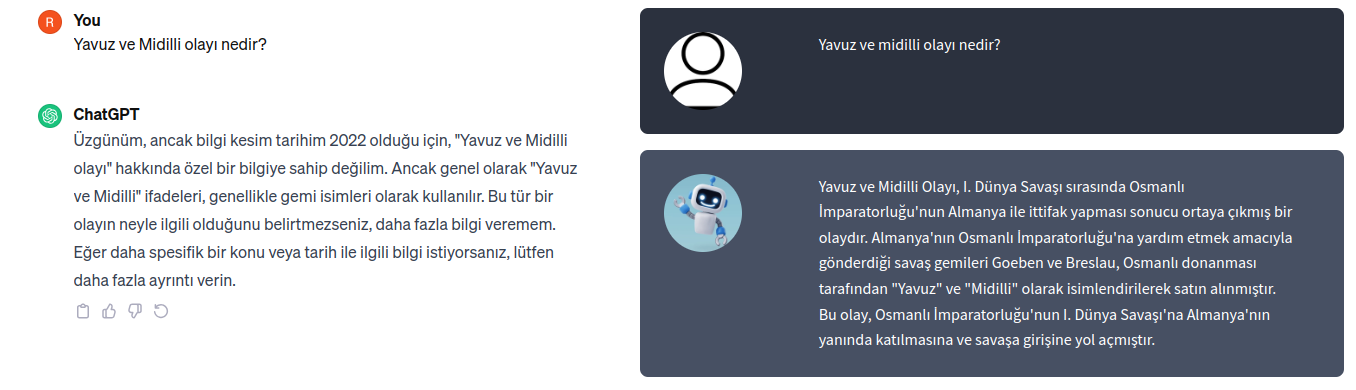 R
You
Yavuz ve Midilli olayı nedir?
ChatGPT
Üzgünüm, ancak bilgi kesim tarihim 2022 olduğu için, "Yavuz ve Midilli
olayı" hakkında özel bir bilgiye sahip değilim. Ancak genel olarak "Yavuz
ve Midilli" ifadeleri, genellikle gemi isimleri olarak kullanılır. Bu tür bir
olayın neyle ilgili olduğunu belirtmezseniz, daha fazla bilgi veremem.
Eğer daha spesifik bir konu veya tarih ile ilgili bilgi istiyorsanız, lütfen
daha fazla ayrıntı verin.
Yavuz ve midilli olayı nedir?
Yavuz ve Midilli Olayı, I. Dünya Savaşı sırasında Osmanlı
İmparatorluğu'nun Almanya ile ittifak yapması sonucu ortaya çıkmış bir
olaydır. Almanya'nın Osmanlı İmparatorluğu'na yardım etmek amacıyla
gönderdiği savaş gemileri Goeben ve Breslau, Osmanlı donanması
tarafından "Yavuz" ve "Midilli" olarak isimlendirilerek satın alınmıştır.
Bu olay, Osmanlı İmparatorluğu'nun I. Dünya Savaşı'na Almanya'nın
yanında katılmasına ve savaşa girişine yol açmıştır.